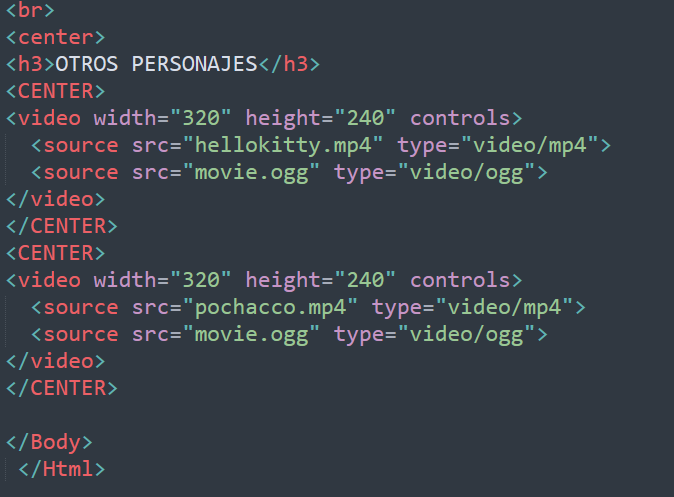 <br>
<center>
<h3>OTROS PERSONAJES</h3>
<CENTER>
<video width="320" height="240" controls>
  <source src="hellokitty.mp4" type="video/mp4">
  <source src="movie.ogg" type="video/ogg">
</video>
</CENTER>
<CENTER>
<video width="320" height="240" controls>
  <source src="pochacco.mp4" type="video/mp4">
  <source src="movie.ogg" type="video/ogg">
</video>
</CENTER>

</Body>
 </Html>